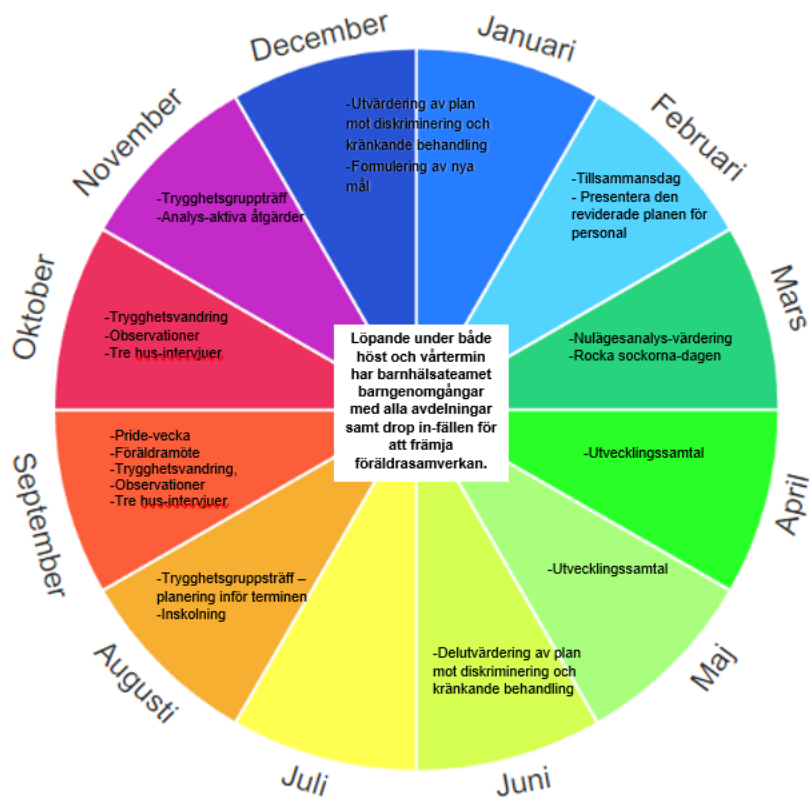 December
Januari
-Utvärdering av plan
mot diskriminering och
kränkande behandling
-Formulering av nya
mål
Februari
-Tillsammansdag
- Presentera den
reviderade planen för
personal
Mars
-Nulägesanalys-värdering
-Rocka sockorna-dagen
April
-Utvecklingssamtal
Maj
-Utvecklingssamtal
Juni
-Delutvärdering av plan
mot diskriminering och
kränkande behandling
Juli
Augusti
-Trygghetsgruppsträff –
planering inför terminen
-Inskolning
September
-Pride-vecka
-Föräldramöte
-Trygghetsvandring,
-Observationer
-Tre hus-intervjuer
Oktober
-Trygghetsvandring
-Observationer
-Tre hus-intervjuer
November
-Trygghetsgruppträff
-Analys-aktiva åtgärder
Löpande under både
höst och vårtermin
har barnhälsateamet
barngenomgångar
med alla avdelningar
samt drop in-fällen för
att främja
föräldrasamverkan.